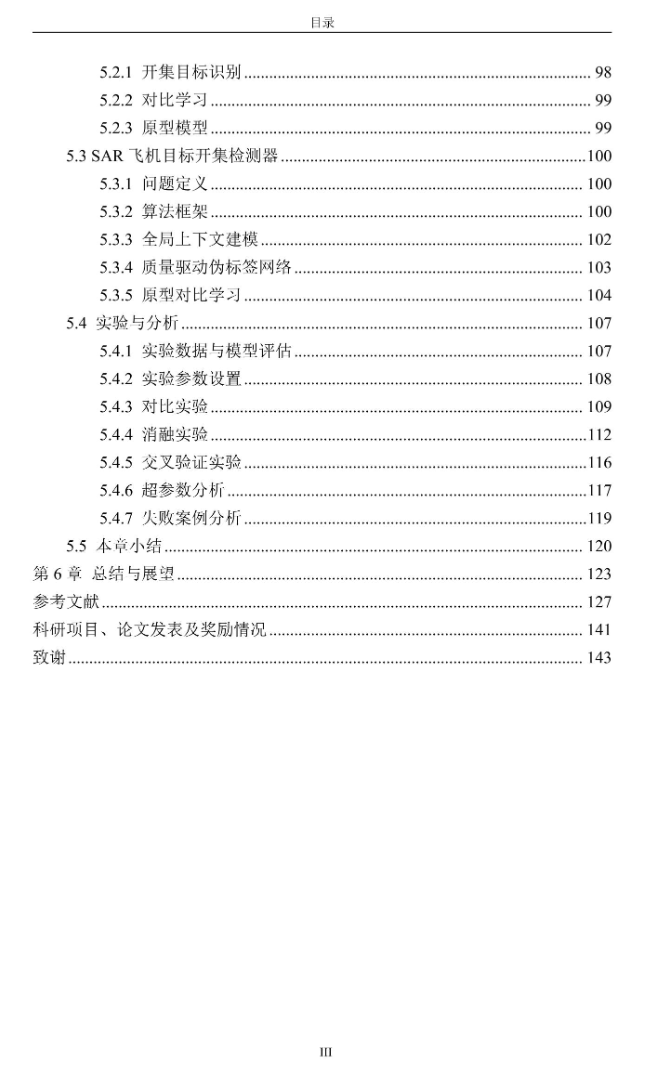 目录
5.2.1 开集目标识别 ........ 98
5.2.2 对比学习 ........ 99
5.2.3 原型模型 ........ 99
5.3 SAR 飞机目标开集检测器 ........ 100
5.3.1 问题定义 ........ 100
5.3.2 算法框架 ........ 100
5.3.3 全局上下文建模 ........ 102
5.3.4 质量驱动伪标签网络 ........ 103
5.3.5 原型对比学习 ........ 104
5.4 实验与分析 ........ 107
5.4.1 实验数据与模型评估 ........ 107
5.4.2 实验参数设置 ........ 108
5.4.3 对比实验 ........ 109
5.4.4 消融实验 ........ 112
5.4.5 交叉验证实验 ........ 116
5.4.6 超参数分析 ........ 117
5.4.7 失败案例分析 ........ 119
5.5 本章小结 ........ 120
第 6 章 总结与展望 ........ 123
参考文献 ........ 127
科研项目、论文发表及奖励情况 ........ 141
致谢 ........ 143
III